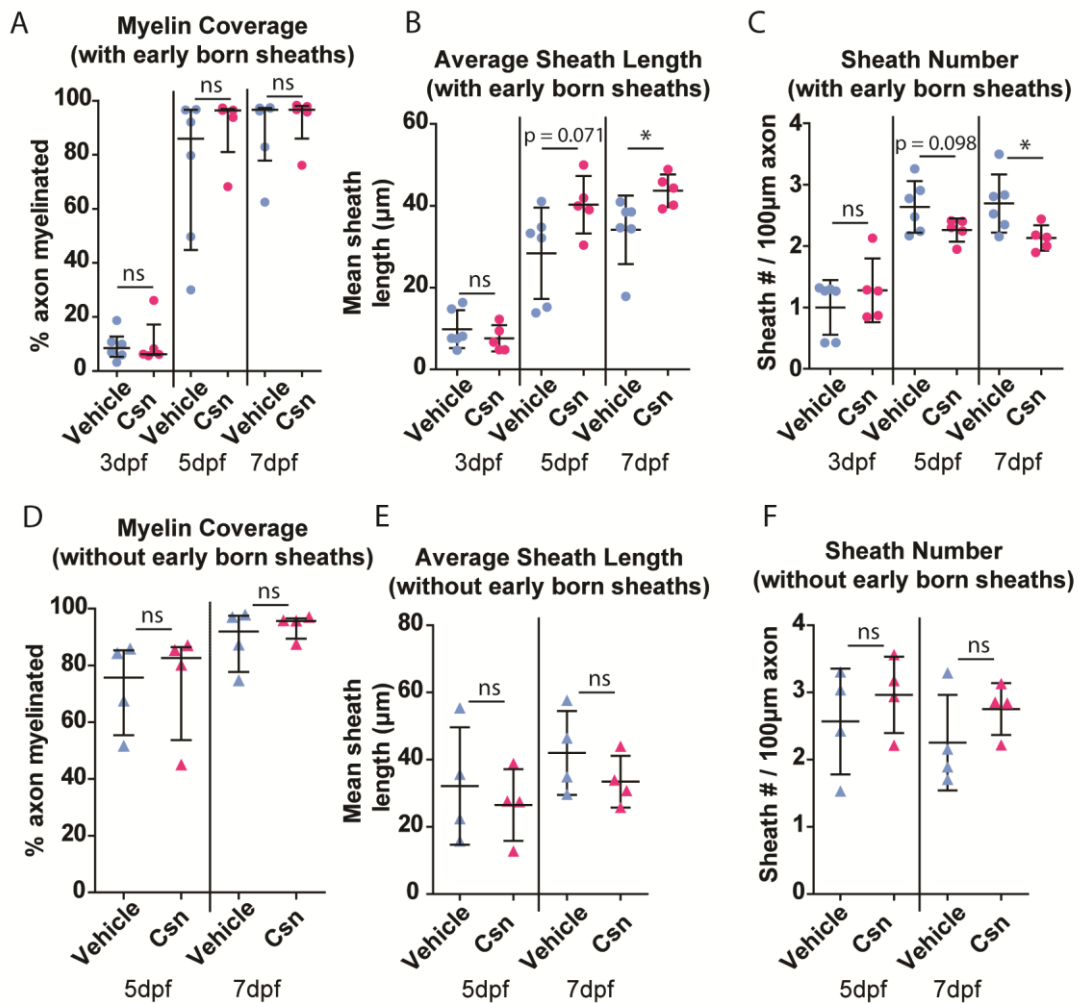 A
Myelin Coverage
(with early born sheaths)
% axon myelinated
100
80
60
40
20
0
ns
ns
ns
Vehicle
Csn
Vehicle
Csn
Vehicle
Csn
3dpf
5dpf
7dpf
B
Average Sheath Length
(with early born sheaths)
Mean sheath
length (µm)
60
40
20
0
ns
p = 0.071
*
Vehicle
Csn
Vehicle
Csn
Vehicle
Csn
3dpf
5dpf
7dpf
C
Sheath Number
(with early born sheaths)
Sheath # / 100µm axon
4
3
2
1
0
ns
p = 0.098
*
Vehicle
Csn
Vehicle
Csn
Vehicle
Csn
3dpf
5dpf
7dpf
D
Myelin Coverage
(without early born sheaths)
% axon myelinated
100
80
60
40
20
0
ns
ns
Vehicle
Csn
Vehicle
Csn
5dpf
7dpf
E
Average Sheath Length
(without early born sheaths)
Mean sheath
length (µm)
80
60
40
20
0
ns
ns
Vehicle
Csn
Vehicle
Csn
5dpf
7dpf
F
Sheath Number
(without early born sheaths)
Sheath # / 100µm axon
4
3
2
1
0
ns
ns
Vehicle
Csn
Vehicle
Csn
5dpf
7dpf